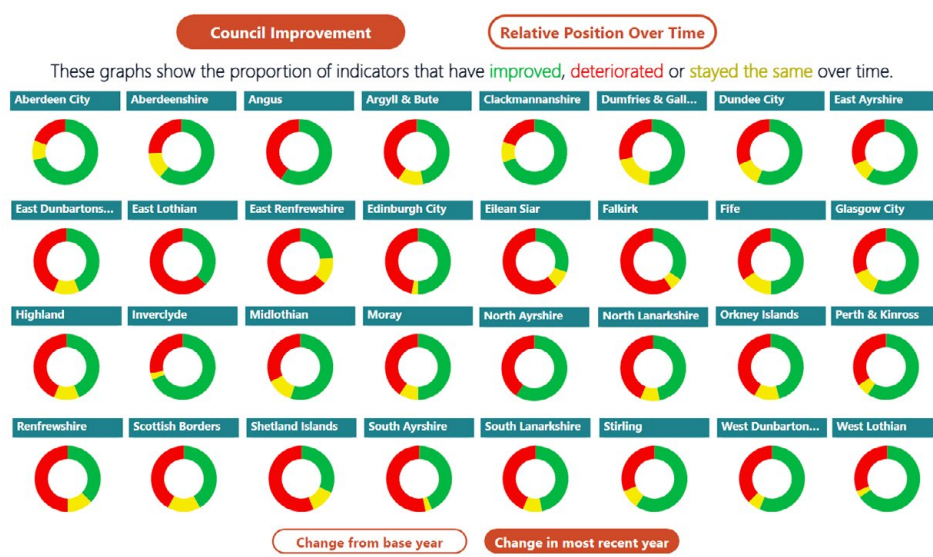 Council Improvement
Relative Position Over Time
These graphs show the proportion of indicators that have improved, deteriorated or stayed the same over time.
Aberdeen City
Aberdeenshire
Angus
Argyll & Bute
Clackmannanshire
Dumfries & Gall...
Dundee City
East Ayrshire
East Dunbartons...
East Lothian
East Renfrewshire
Edinburgh City
Eilean Siar
Falkirk
Fife
Glasgow City
Highland
Inverclyde
Midlothian
Moray
North Ayrshire
North Lanarkshire
Orkney Islands
Perth & Kinross
Renfrewshire
Scottish Borders
Shetland Islands
South Ayrshire
South Lanarkshire
Stirling
West Dunbarton...
West Lothian
Change from base year
Change in most recent year